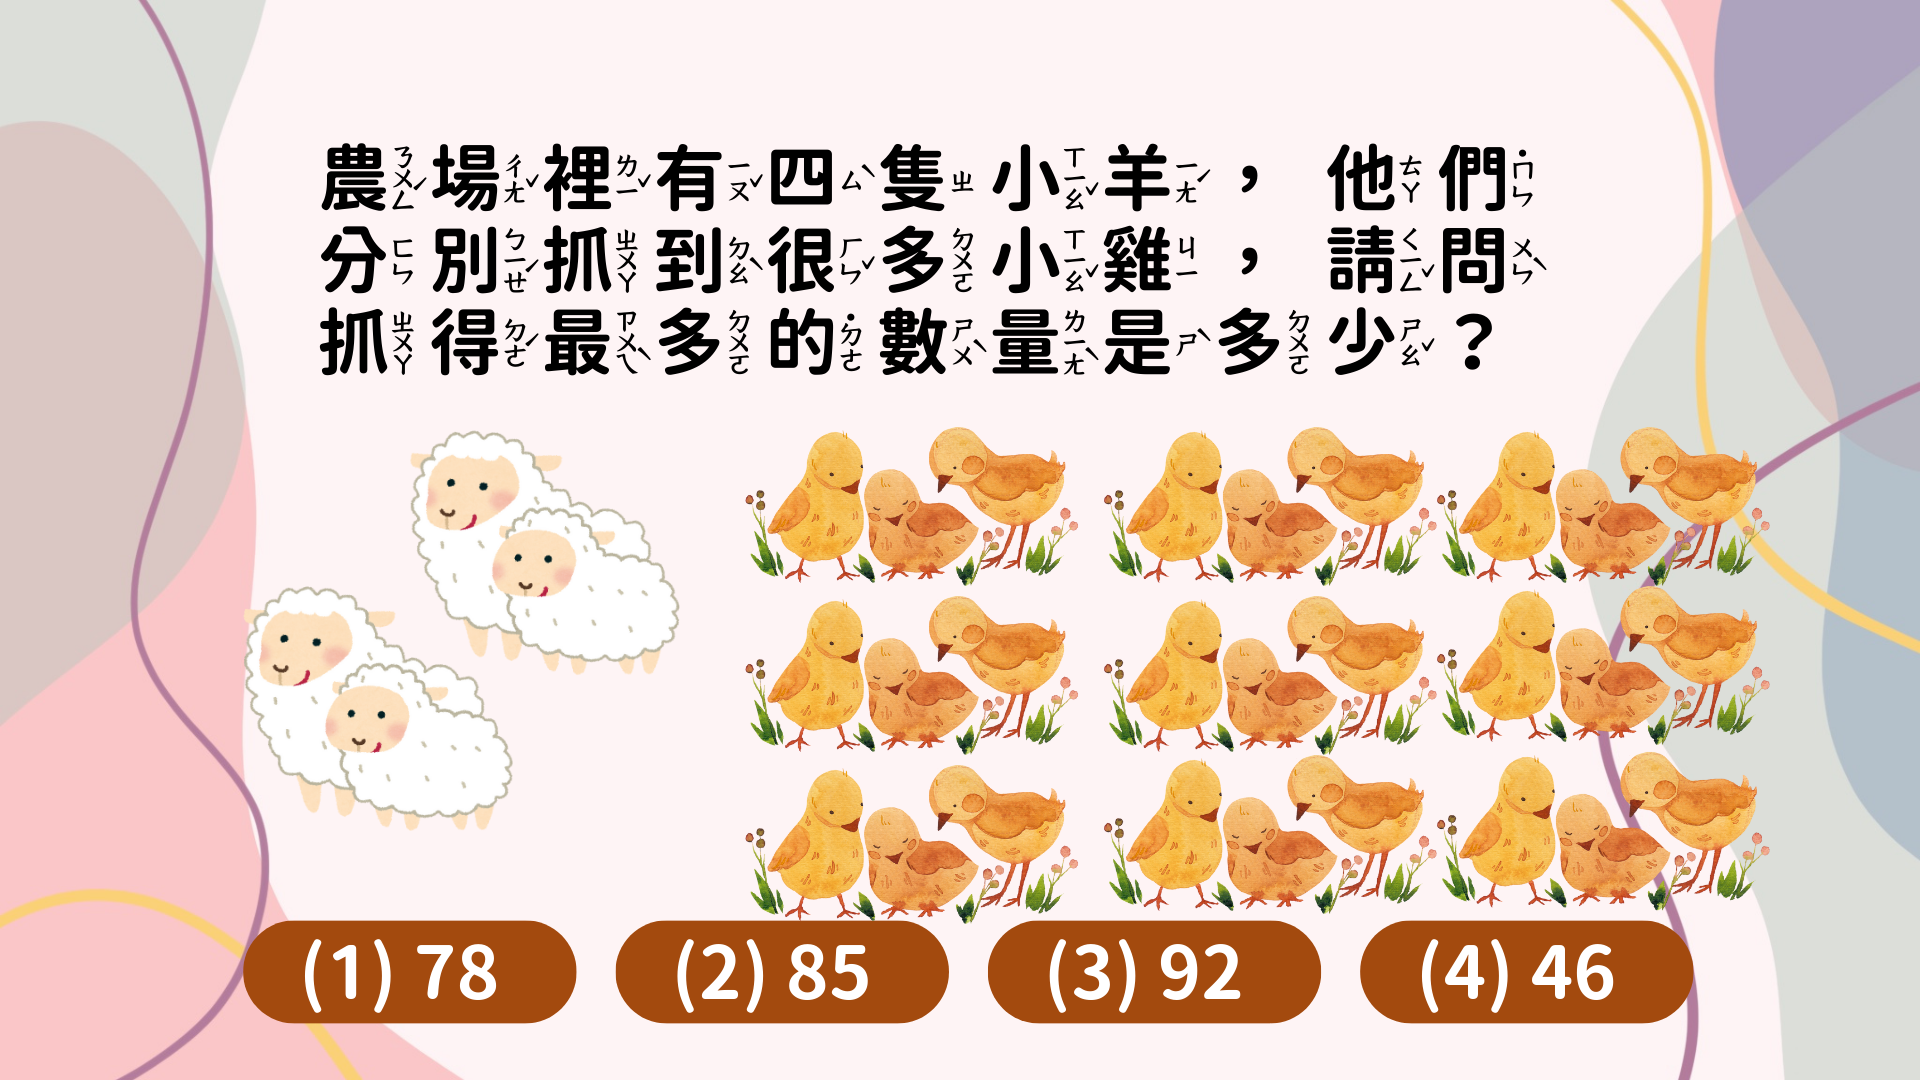 農場裡有四隻小羊，他們
分別抓到很多小雞，請問
抓得最多的數量是多少？
(1) 78
(2) 85
(3) 92
(4) 46